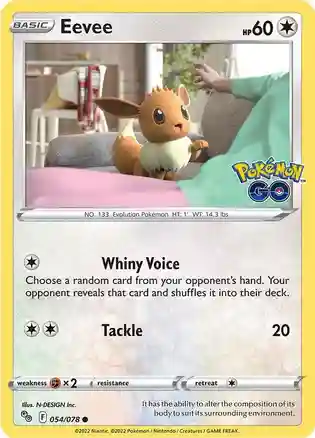 BASIC Eevee HP 60
Pokémon
GO
NO. 133 Evolution Pokémon HT: 1' WT: 14.3 lbs
Whiny Voice
Choose a random card from your opponent's hand. Your
opponent reveals that card and shuffles it into their deck.
Tackle 20
weakness ×2 resistance retreat
Illus. N-DESIGN Inc.
F 054/078
It has the ability to alter the composition of its
body to suit its surrounding environment.
©2022 Niantic. ©2022 Pokémon / Nintendo / Creatures / GAME FREAK.